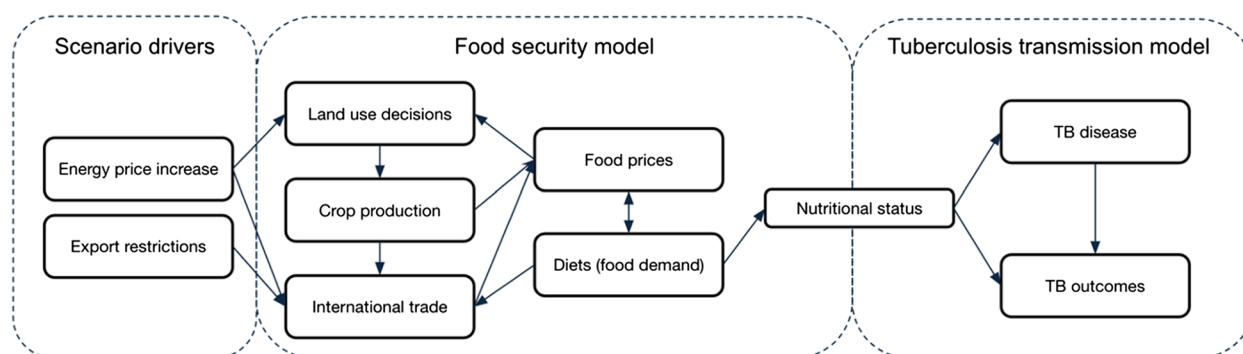 Scenario drivers
Energy price increase
Export restrictions
Food security model
Land use decisions
Crop production
International trade
Food prices
Diets (food demand)
Nutritional status
Tuberculosis transmission model
TB disease
TB outcomes